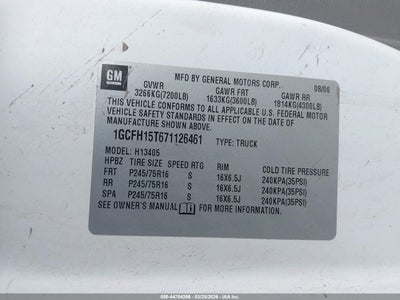 MFD BY GENERAL MOTORS CORP. 08/06
GM
GVWR GAWR FRT GAWR RR
3266KG(7200LB) 1633KG(3600LB) 1814KG(4000LB)
THIS VEHICLE CONFORMS TO ALL APPLICABLE U.S. FEDERAL MOTOR
VEHICLE SAFETY STANDARDS IN EFFECT ON THE DATE OF
MANUFACTURE SHOWN ABOVE.
1GCFH15T671126461 TYPE: TRUCK
MODEL: H13405
HPBZ TIRE SIZE SPEED RTG RIM COLD TIRE PRESSURE
FRT P245/75R16 S 16X6.5J 240KPA(35PSI)
RR P245/75R16 S 16X6.5J 240KPA(35PSI)
SPA P245/75R16 S 16X6.5J 240KPA(35PSI)
SEE OWNER'S MANUAL FOR MORE INFORMATION.